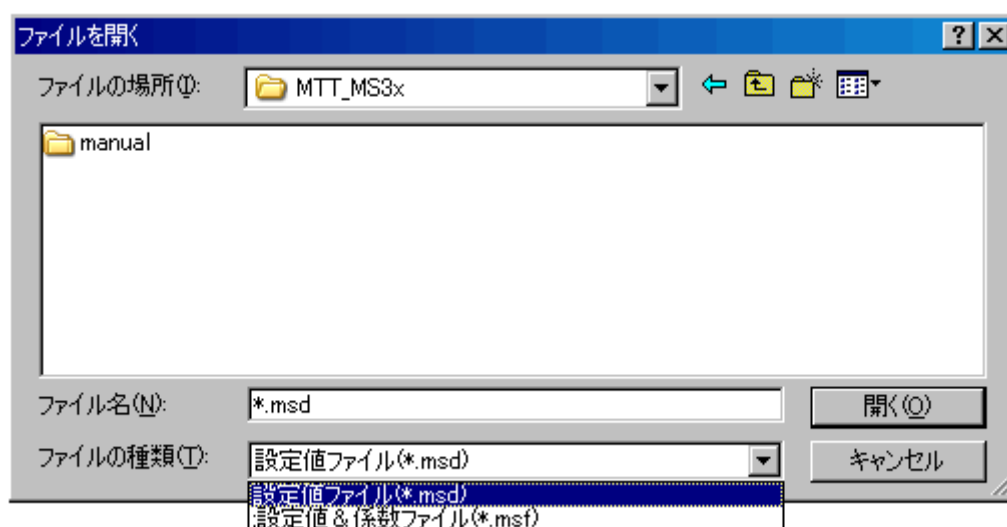 ファイルを開く
ファイルの場所(I):
MTT_MS3x
manual
ファイル名(N):
*.msd
開く(O)
ファイルの種類(T):
設定値ファイル(*.msd)
キャンセル
設定値ファイル(*.msd)
設定値&係数ファイル(*.msf)